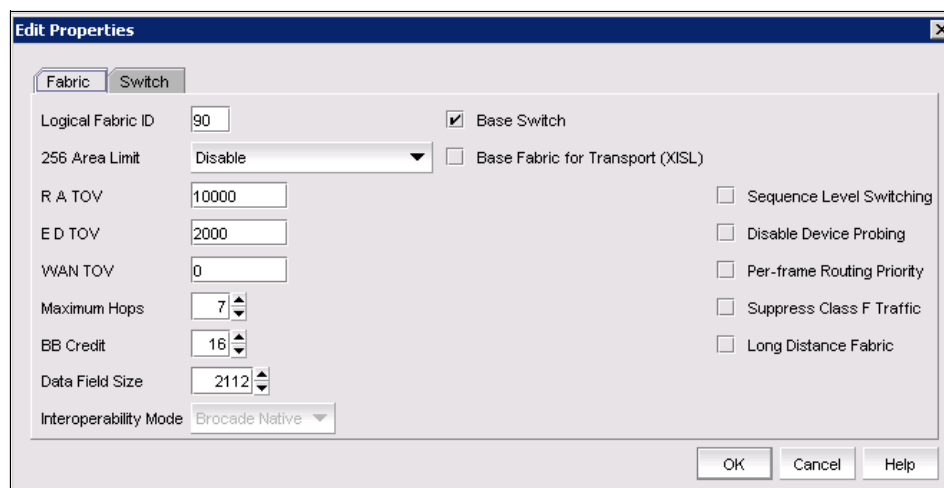 Edit Properties
Fabric Switch
Logical Fabric ID 90 Base Switch
256 Area Limit Disable Base Fabric for Transport (XISL)
R A TOV 10000 Sequence Level Switching
E D TOV 2000 Disable Device Probing
WAN TOV 0 Per-frame Routing Priority
Maximum Hops 7 Suppress Class F Traffic
BB Credit 16 Long Distance Fabric
Data Field Size 2112
Interoperability Mode Brocade Native
OK Cancel Help